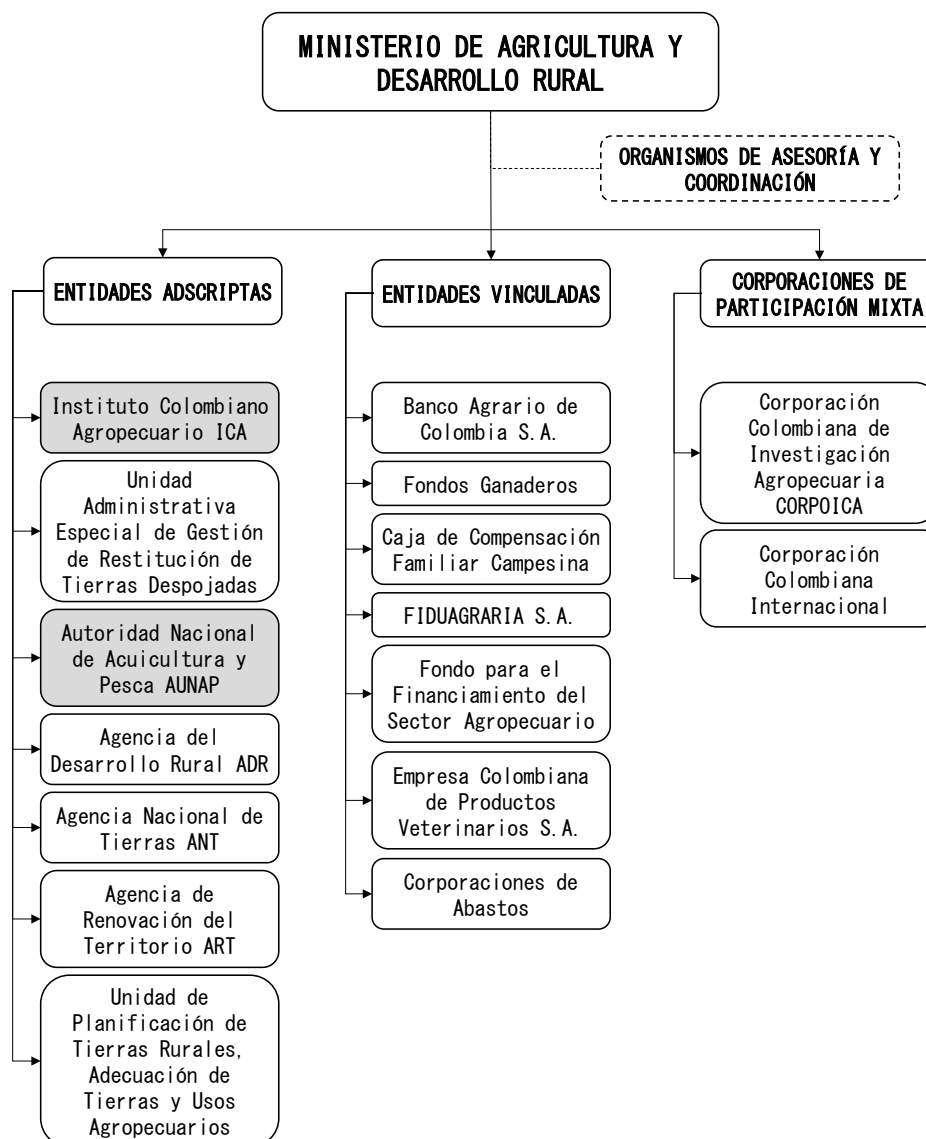 MINISTERIO DE AGRICULTURA Y
DESARROLLO RURAL
ORGANISMOS DE ASESORÍA Y
COORDINACIÓN
ENTIDADES ADSCRIPTAS
Instituto Colombiano
Agropecuario ICA
Unidad
Administrativa
Especial de Gestión
de Restitución de
Tierras Despojadas
Autoridad Nacional
de Acuicultura y
Pesca AUNAP
Agencia del
Desarrollo Rural ADR
Agencia Nacional de
Tierras ANT
Agencia de
Renovación del
Territorio ART
Unidad de
Planificación de
Tierras Rurales,
Adecuación de
Tierras y Usos
Agropecuarios
ENTIDADES VINCULADAS
Banco Agrario de
Colombia S.A.
Fondos Ganaderos
Caja de Compensación
Familiar Campesina
FIDUAGRARIA S.A.
Fondo para el
Financiamiento del
Sector Agropecuario
Empresa Colombiana
de Productos
Veterinarios S.A.
Corporaciones de
Abastos
CORPORACIONES DE
PARTICIPACIÓN MIXTA
Corporación
Colombiana de
Investigación
Agropecuaria
CORPOICA
Corporación
Colombiana
Internacional